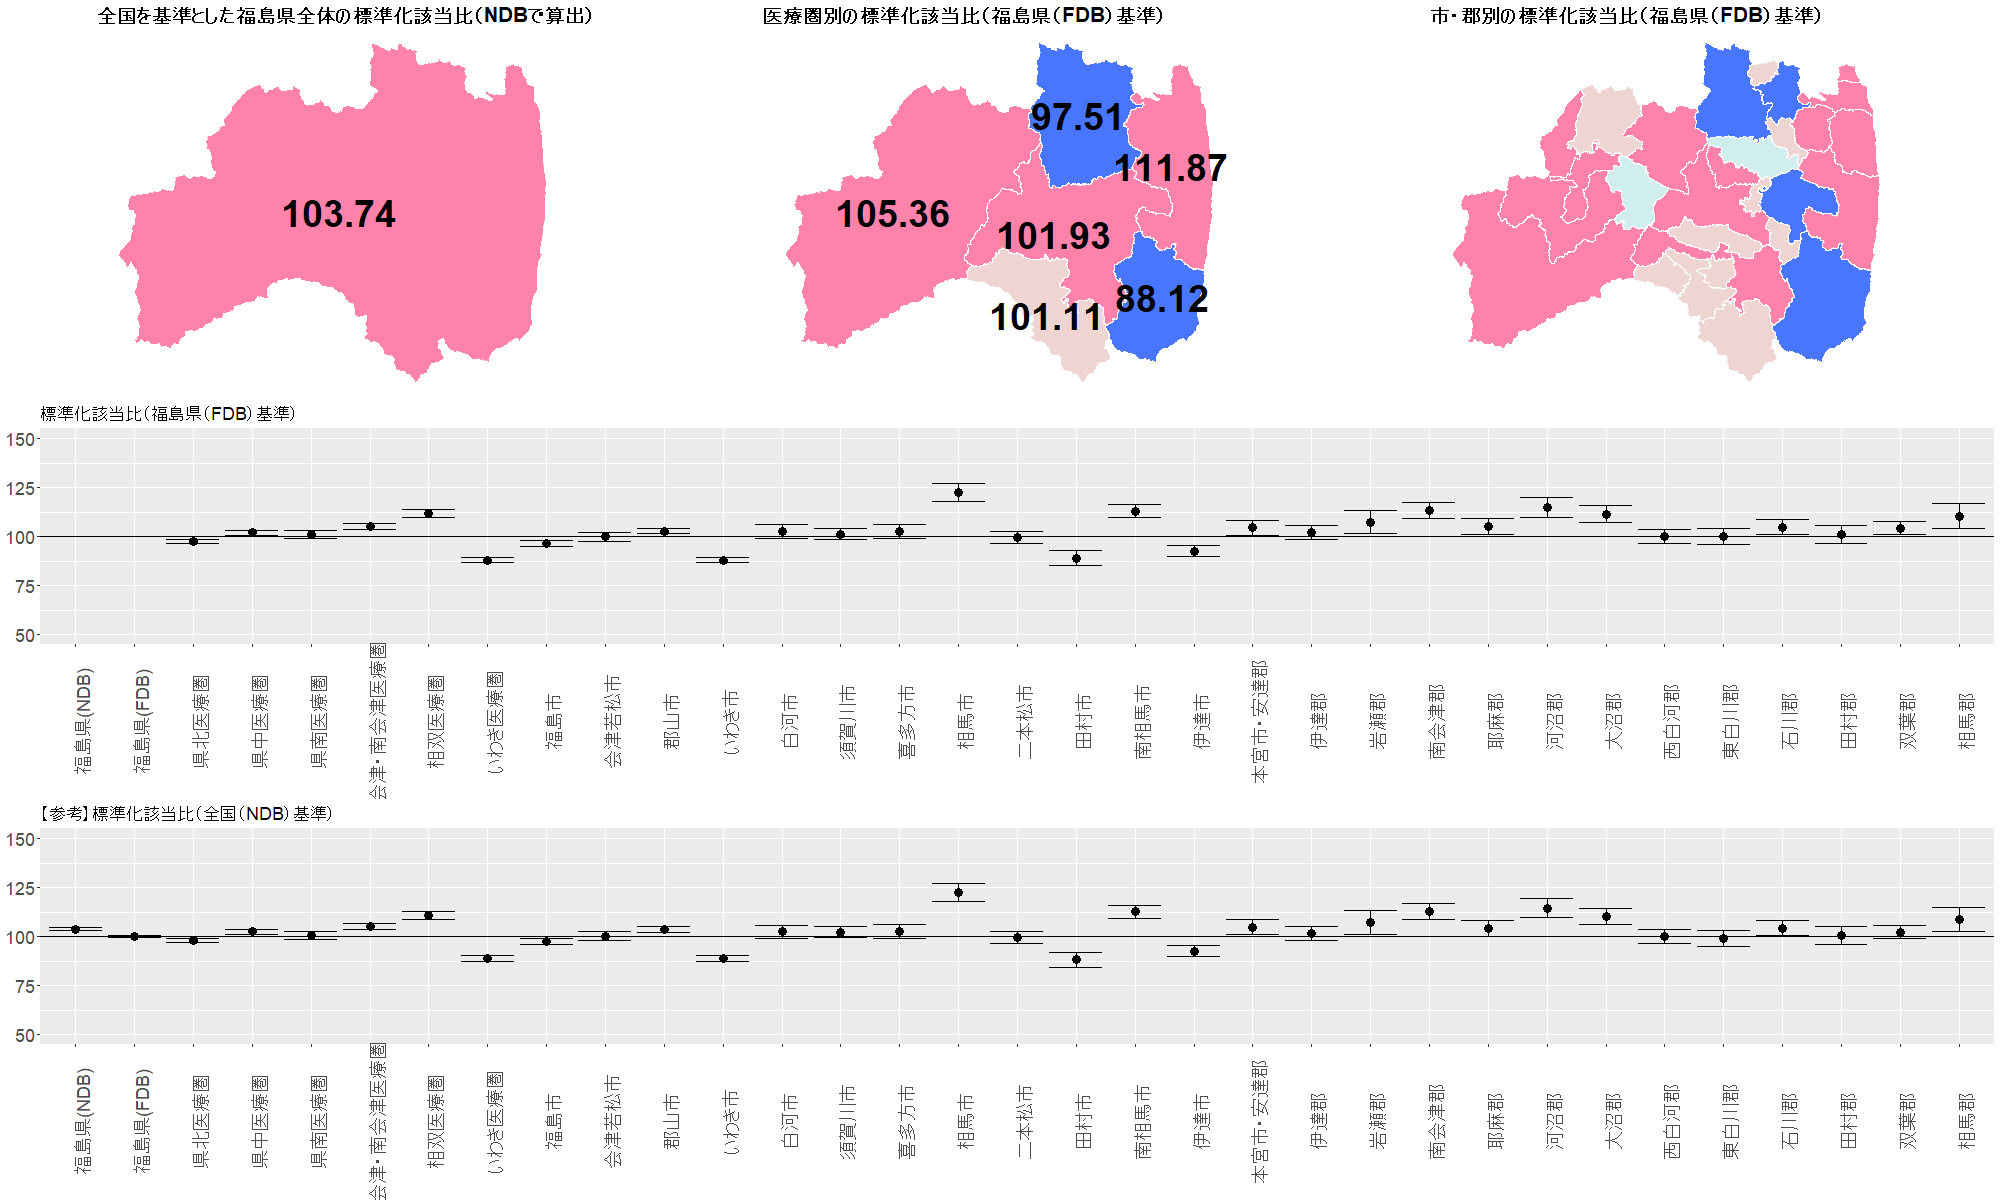 全国を基準とした福島県全体の標準化該当比（NDBで算出）
医療圏別の標準化該当比（福島県（FDB）基準）
市・郡別の標準化該当比（福島県（FDB）基準）
103.74
97.51
111.87
105.36
101.93
88.12
101.11
標準化該当比（福島県（FDB）基準）
150
125
100
75
50
福島県(NDB)
福島県(FDB)
県北医療圏
県中医療圏
県南医療圏
会津・南会津医療圏
相双医療圏
いわき医療圏
福島市
会津若松市
郡山市
いわき市
白河市
須賀川市
喜多方市
相馬市
二本松市
田村市
南相馬市
伊達市
本宮市・安達郡
伊達郡
岩瀬郡
南会津郡
耶麻郡
河沼郡
大沼郡
西白河郡
東白川郡
石川郡
田村郡
双葉郡
相馬郡
【参考】標準化該当比（全国（NDB）基準）
150
125
100
75
50
福島県(NDB)
福島県(FDB)
県北医療圏
県中医療圏
県南医療圏
会津・南会津医療圏
相双医療圏
いわき医療圏
福島市
会津若松市
郡山市
いわき市
白河市
須賀川市
喜多方市
相馬市
二本松市
田村市
南相馬市
伊達市
本宮市・安達郡
伊達郡
岩瀬郡
南会津郡
耶麻郡
河沼郡
大沼郡
西白河郡
東白川郡
石川郡
田村郡
双葉郡
相馬郡